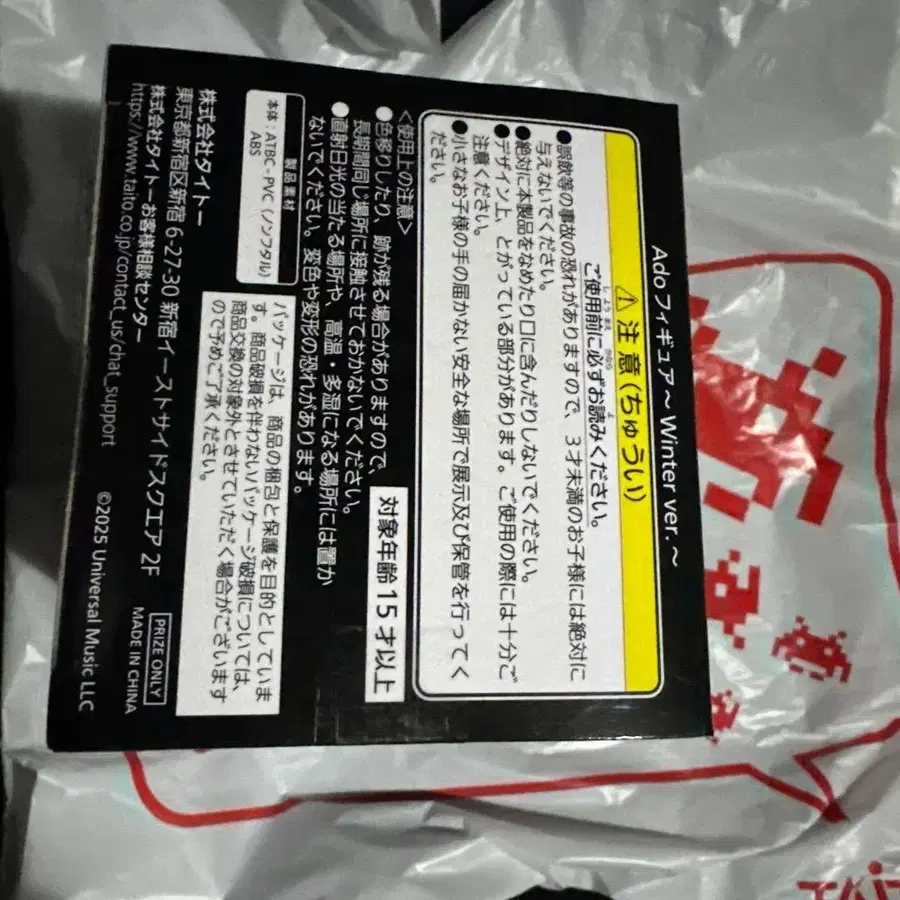 Adoフィギュア〜Winter ver.〜
⚠注意(ちゅうい)
ご使用前に必ずお読みください。
しようまえ かなら よ
●誤飲等の事故の恐れがありますので、3才未満のお子様には絶対に
与えないでください。
●絶対に本製品をなめたり口に含んだりしないでください。
●デザイン上、とがっている部分があります。ご使用の際には十分ご
注意ください。
●小さなお子様の手の届かない安全な場所で展示及び保管を行ってく
ださい。
対象年齢15才以上
<使用上の注意>
●色移りしたり、跡が残る場合がありますので、
長期間同じ場所に接触させておかないでください。
●直射日光の当たる場所や、高温・多湿になる場所には置か
ないでください。変色や変形の恐れがあります。
製品素材
本体:ATBC-PVC(ノンフタル)
ABS
パッケージは、商品の梱包と保護を目的としていま
す。商品破損を伴わないパッケージ破損については、
商品交換の対象外とさせていただく場合がございます
ので予めご了承ください。
株式会社タイトー
東京都新宿区新宿6-27-30 新宿イーストサイドスクエア 2F
株式会社タイトーお客様相談センター
https://www.taito.co.jp/contact_us/chat_support
PRIZE ONLY
MADE IN CHINA
©2025 Universal Music LLC